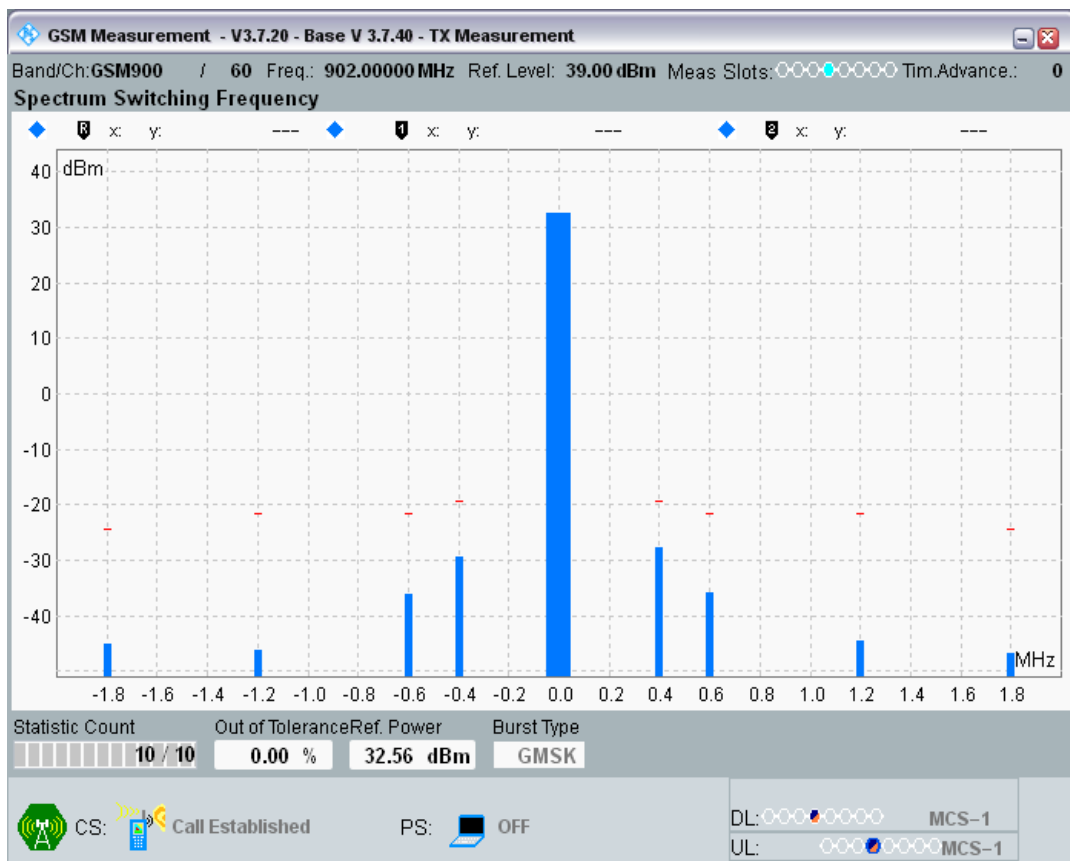 GSM Measurement - V3.7.20 - Base V 3.7.40 - TX Measurement
Band/Ch:GSM900 / 60 Freq.: 902.00000 MHz Ref. Level: 39.00 dBm Meas Slots: Tim.Advance.: 0
Spectrum Switching Frequency
R x: y: --- 1 x: y: --- 2 x: y: ---
dBm
40
30
20
10
0
-10
-20
-30
-40
MHz
-1.8 -1.6 -1.4 -1.2 -1.0 -0.8 -0.6 -0.4 -0.2 0.0 0.2 0.4 0.6 0.8 1.0 1.2 1.4 1.6 1.8
Statistic Count Out of Tolerance Ref. Power Burst Type
10 / 10 0.00 % 32.56 dBm GMSK
CS: Call Established PS: OFF
DL: MCS-1
UL: MCS-1